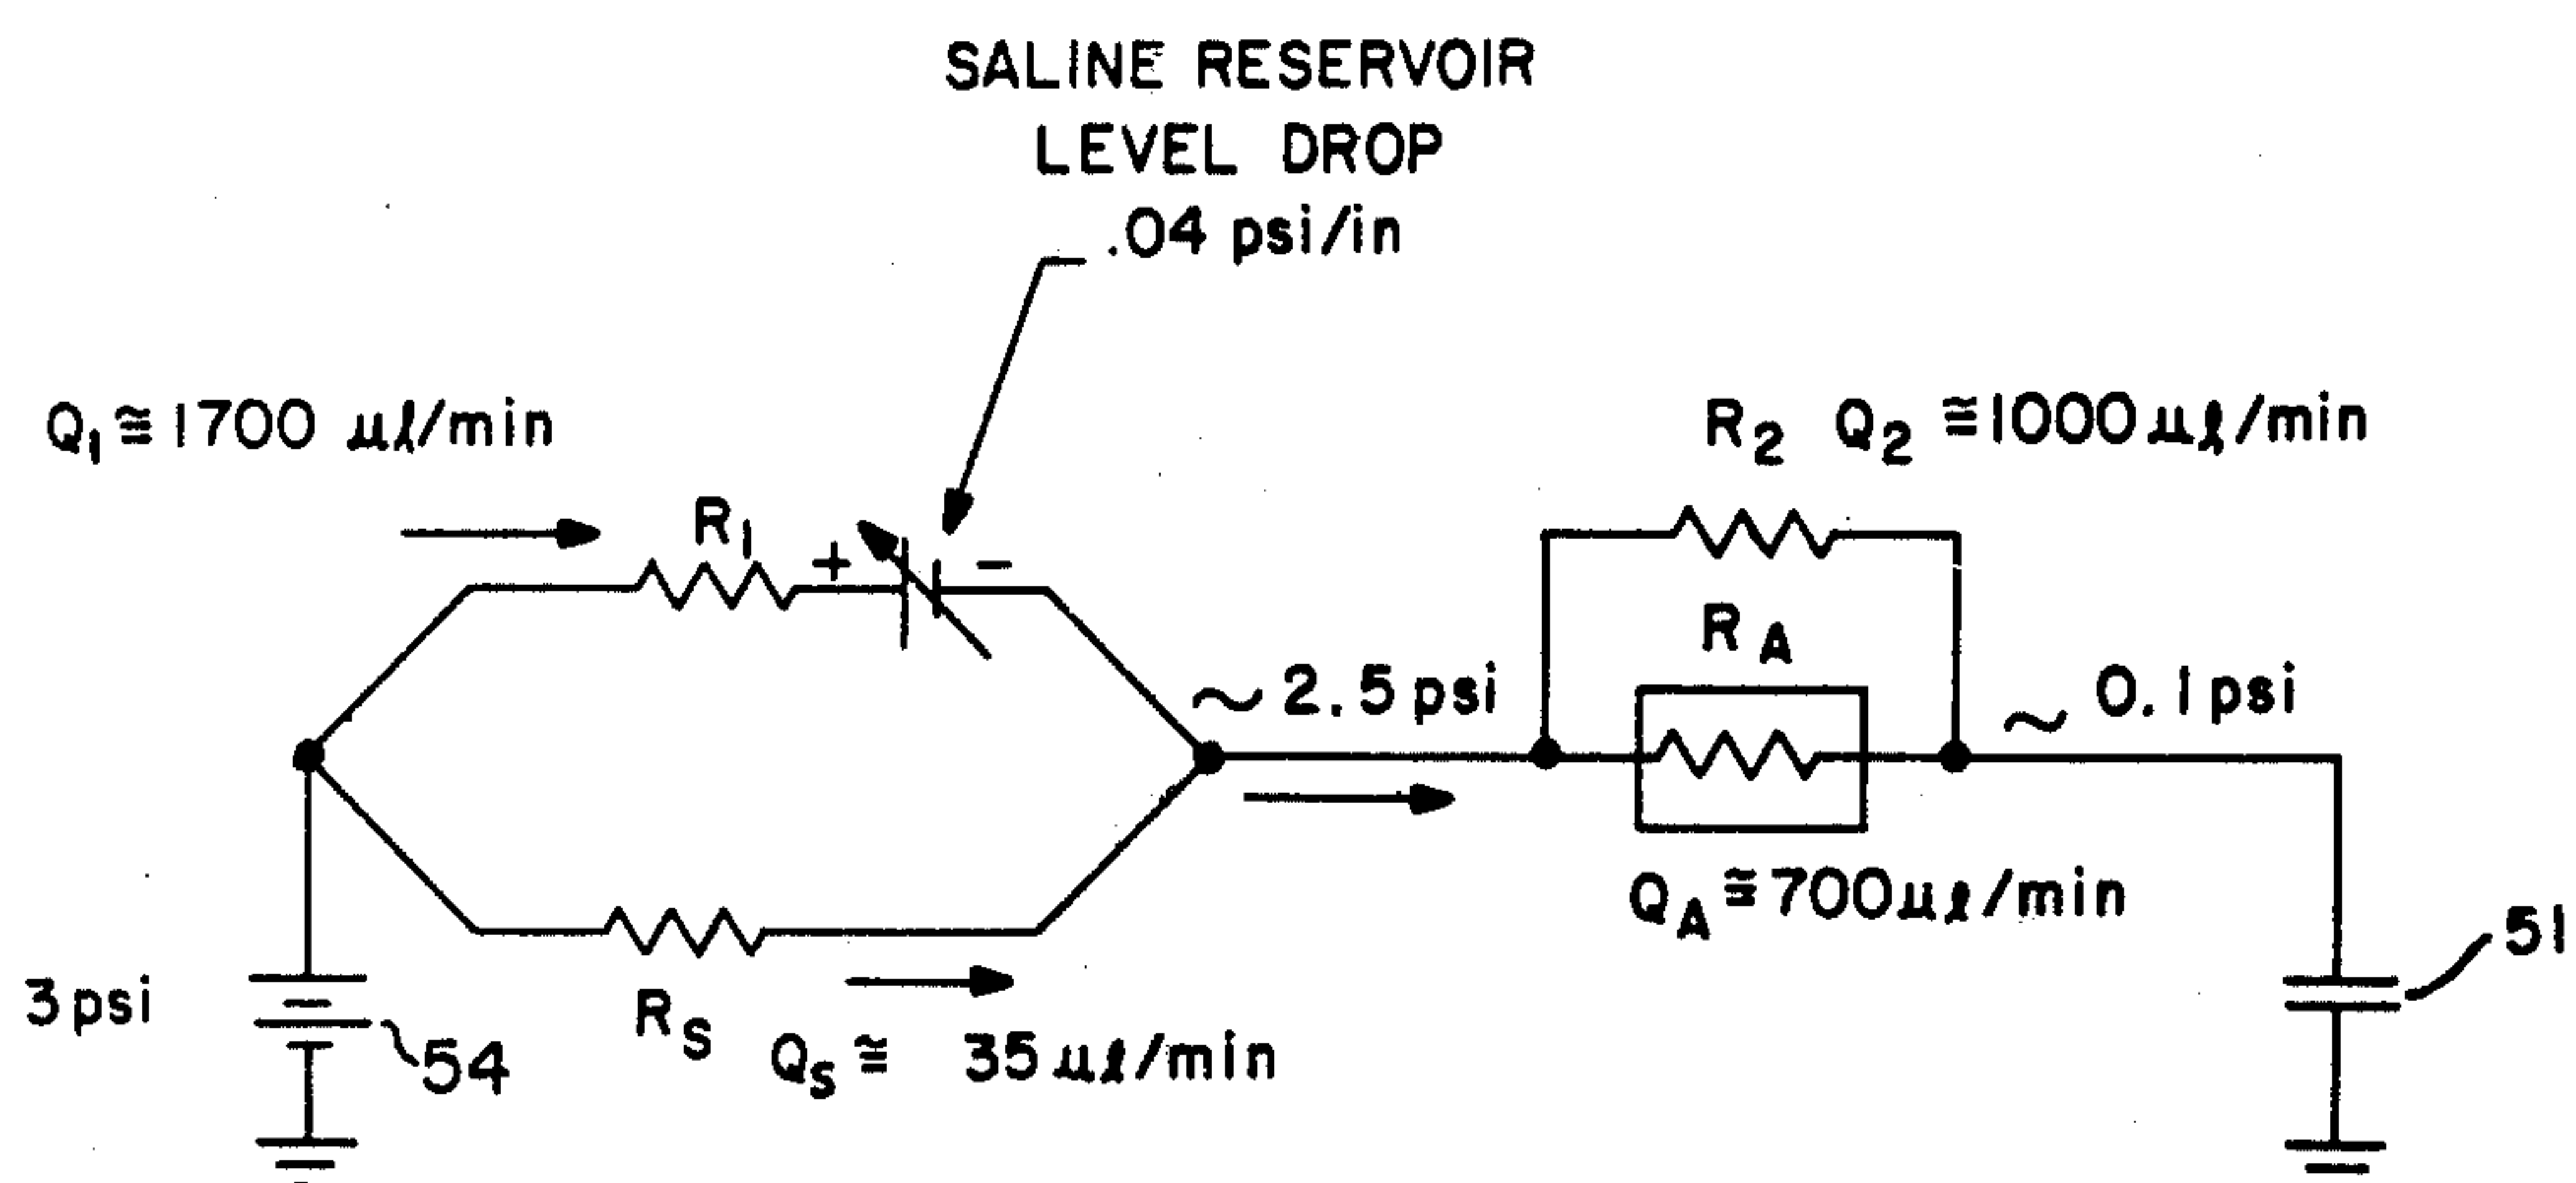 SALINE RESERVOIR
LEVEL DROP
.04 psi/in
Q₁ ≅ 1700 µl/min
R₁
+
−
R₂ Q₂ ≅ 1000 µl/min
R_A
~ 2.5 psi
~ 0.1 psi
Q_A ≅ 700 µl/min
51
3 psi
54
R_S
Q_S ≅ 35 µl/min